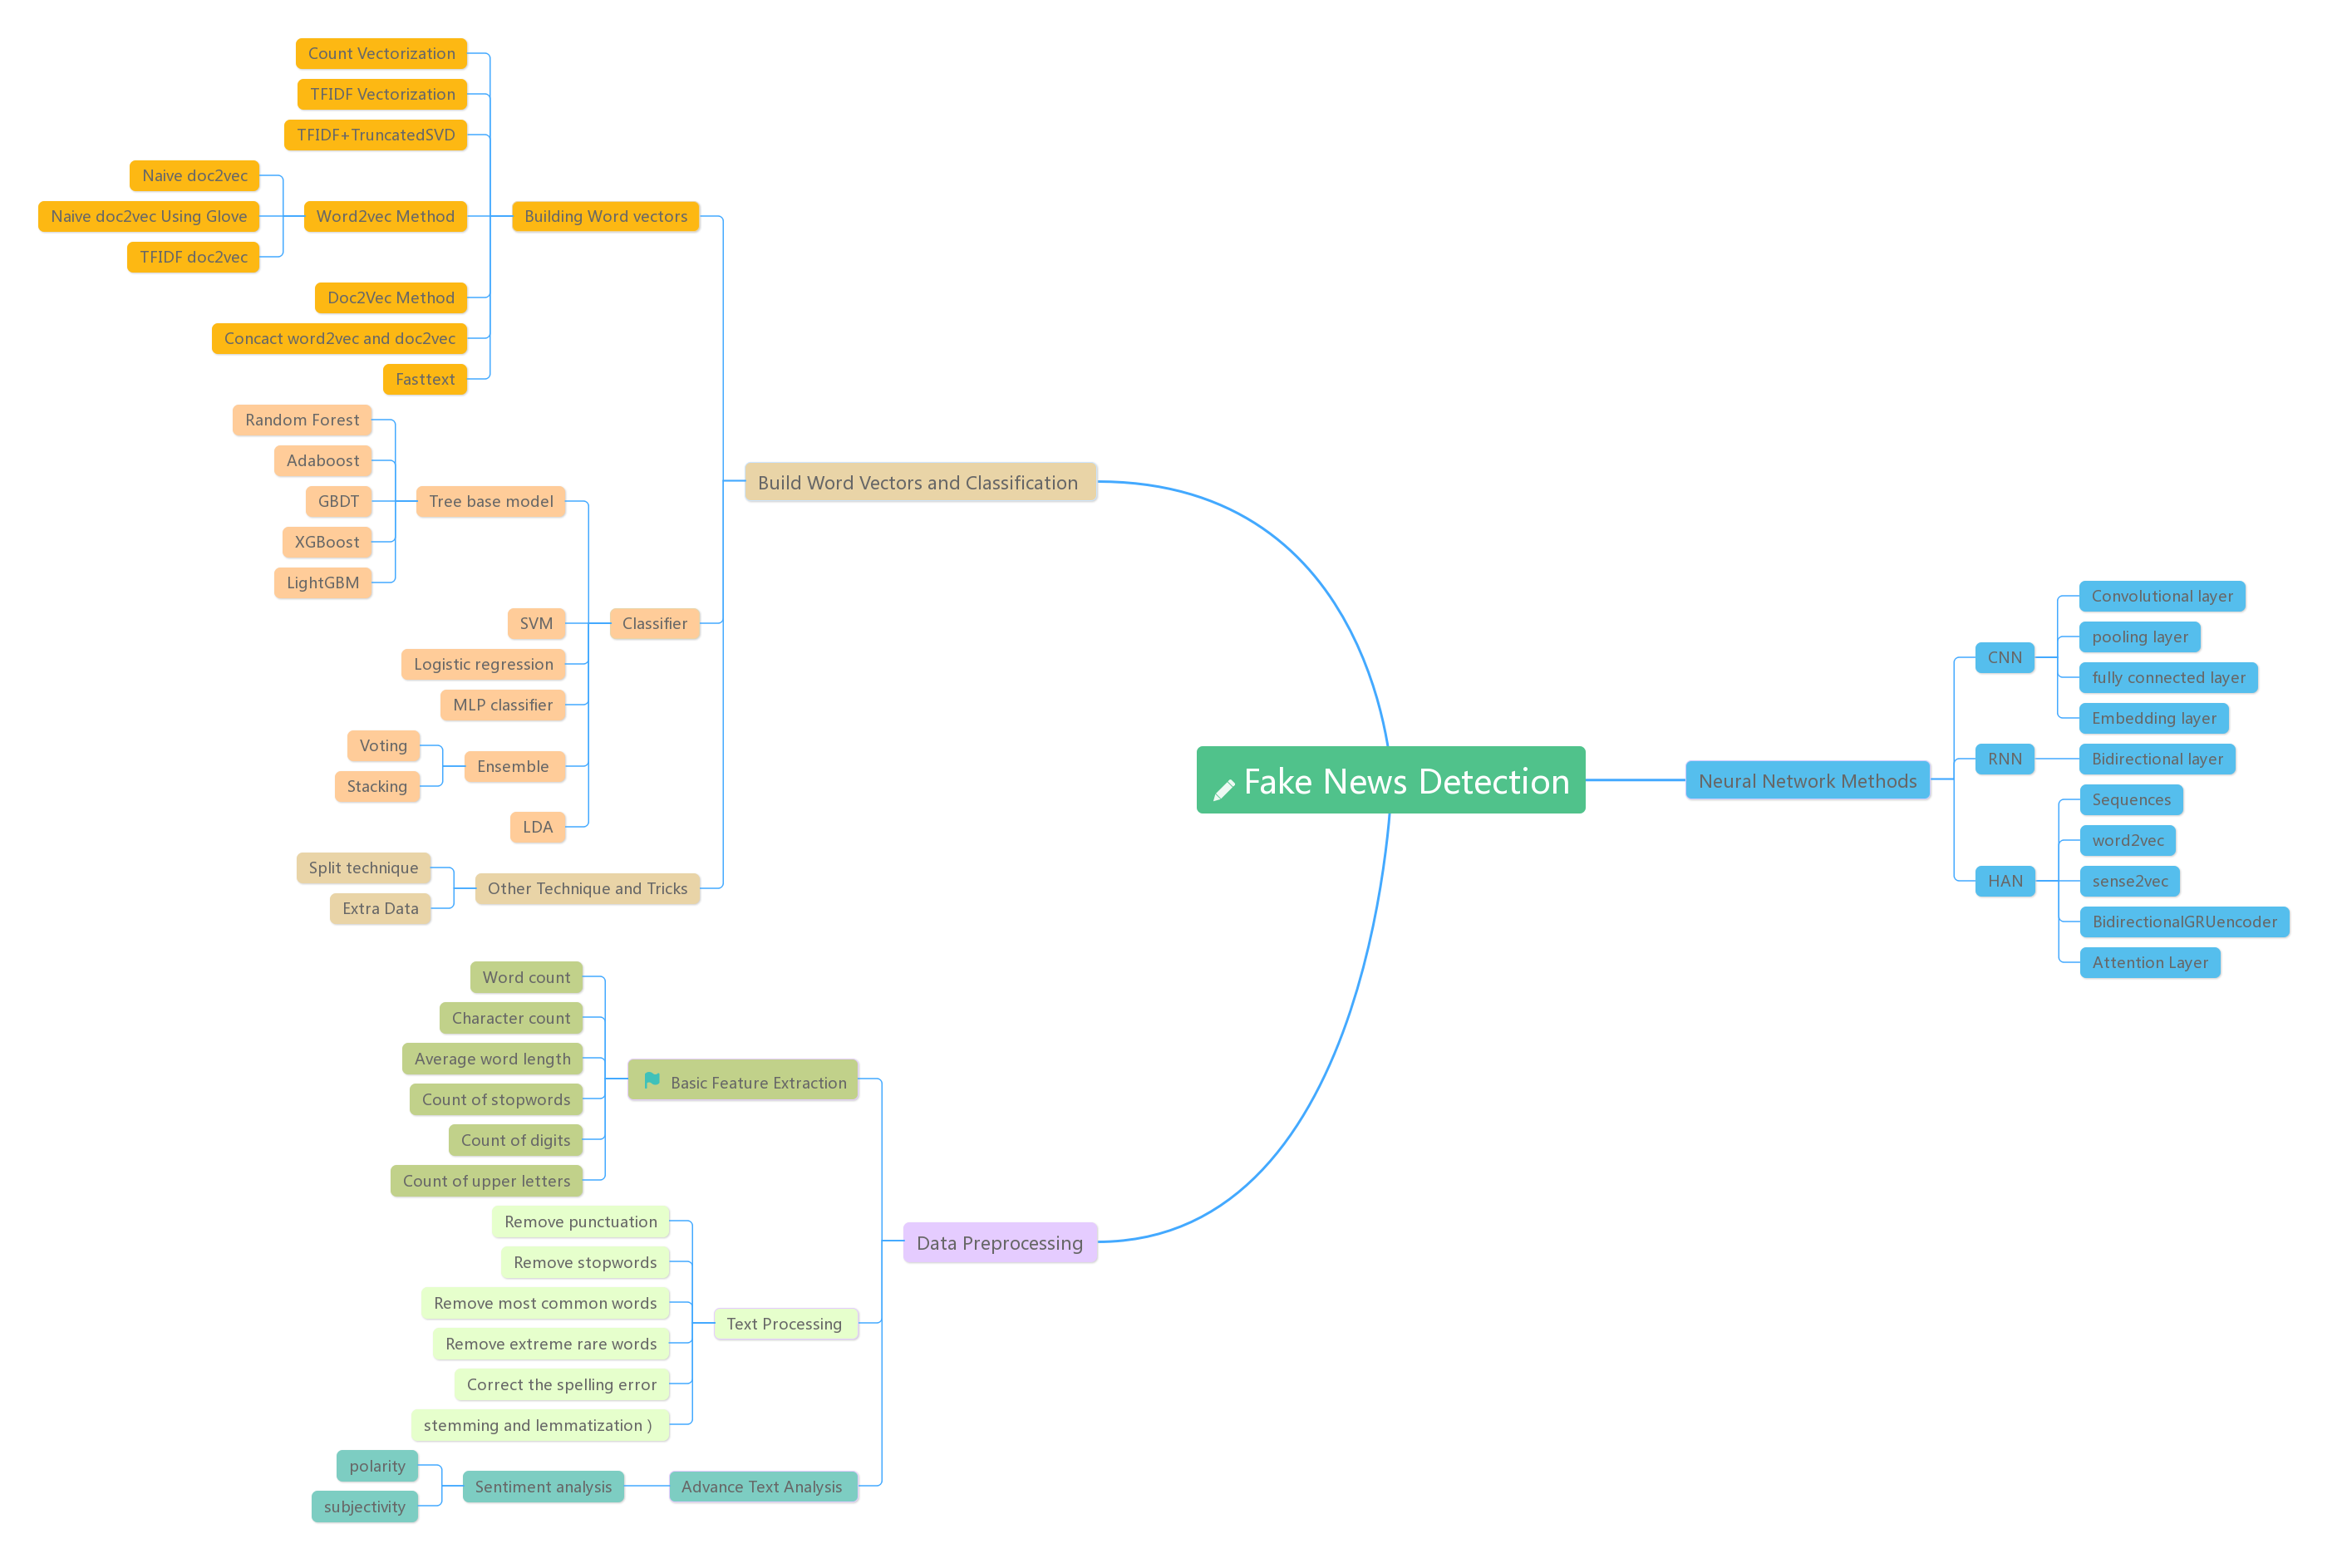 Count Vectorization
TFIDF Vectorization
TFIDF+TruncatedSVD
Naive doc2vec
Naive doc2vec Using Glove
TFIDF doc2vec
Word2vec Method
Building Word vectors
Doc2Vec Method
Concact word2vec and doc2vec
Fasttext
Random Forest
Adaboost
GBDT
XGBoost
LightGBM
Tree base model
Build Word Vectors and Classification
SVM
Classifier
Logistic regression
MLP classifier
Voting
Stacking
Ensemble
LDA
Split technique
Extra Data
Other Technique and Tricks
Fake News Detection
Neural Network Methods
CNN
Convolutional layer
pooling layer
fully connected layer
Embedding layer
RNN
Bidirectional layer
HAN
Sequences
word2vec
sense2vec
BidirectionalGRUencoder
Attention Layer
Word count
Character count
Average word length
Count of stopwords
Count of digits
Count of upper letters
Basic Feature Extraction
Data Preprocessing
Remove punctuation
Remove stopwords
Remove most common words
Remove extreme rare words
Correct the spelling error
stemming and lemmatization )
Text Processing
polarity
subjectivity
Sentiment analysis
Advance Text Analysis